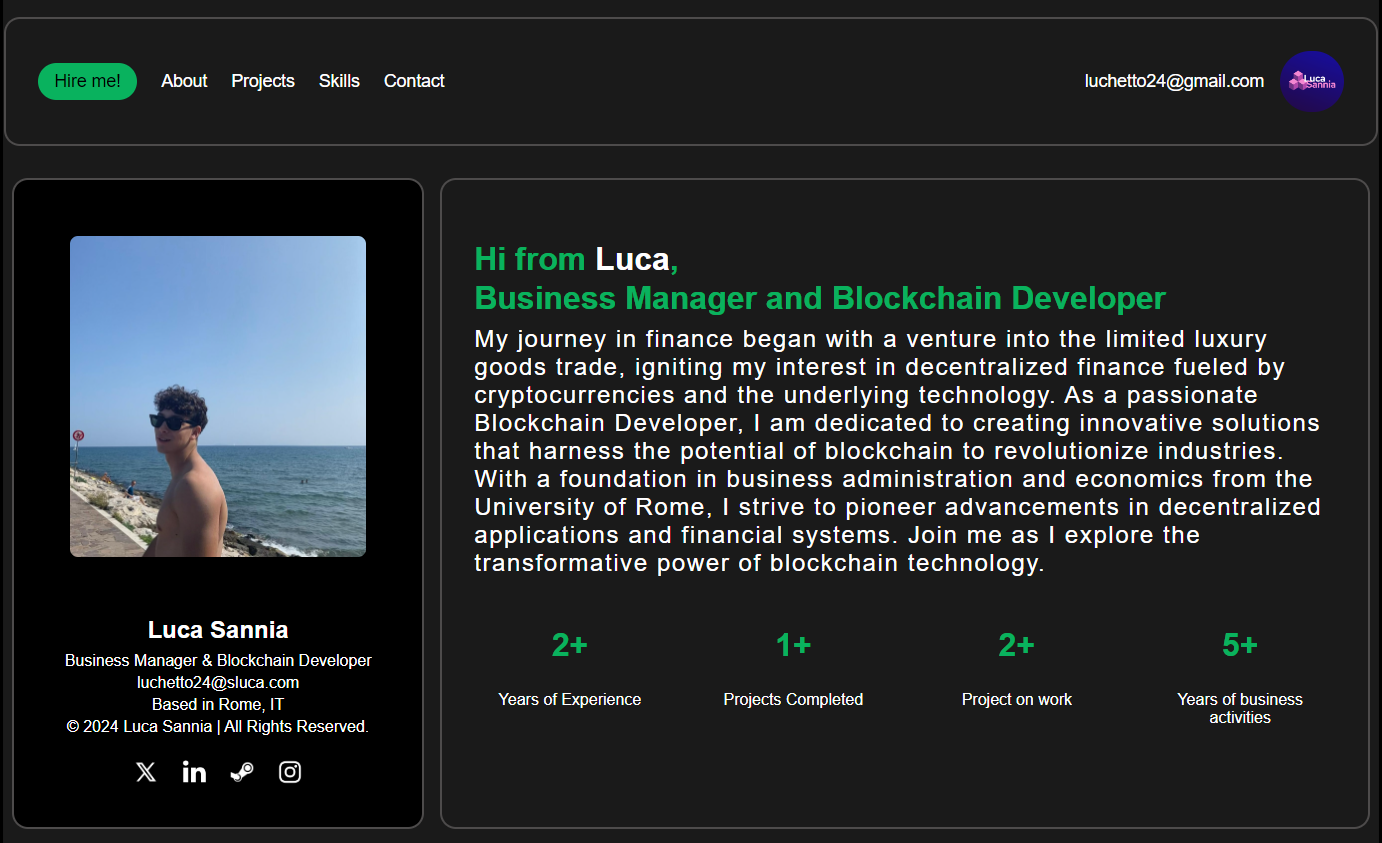 Hire me!
About
Projects
Skills
Contact
luchetto24@gmail.com
Luca
Sannia
Luca Sannia
Business Manager & Blockchain Developer
luchetto24@sluca.com
Based in Rome, IT
© 2024 Luca Sannia | All Rights Reserved.
X
in
Hi from Luca,
Business Manager and Blockchain Developer
My journey in finance began with a venture into the limited luxury
goods trade, igniting my interest in decentralized finance fueled by
cryptocurrencies and the underlying technology. As a passionate
Blockchain Developer, I am dedicated to creating innovative solutions
that harness the potential of blockchain to revolutionize industries.
With a foundation in business administration and economics from the
University of Rome, I strive to pioneer advancements in decentralized
applications and financial systems. Join me as I explore the
transformative power of blockchain technology.
2+
Years of Experience
1+
Projects Completed
2+
Project on work
5+
Years of business
activities